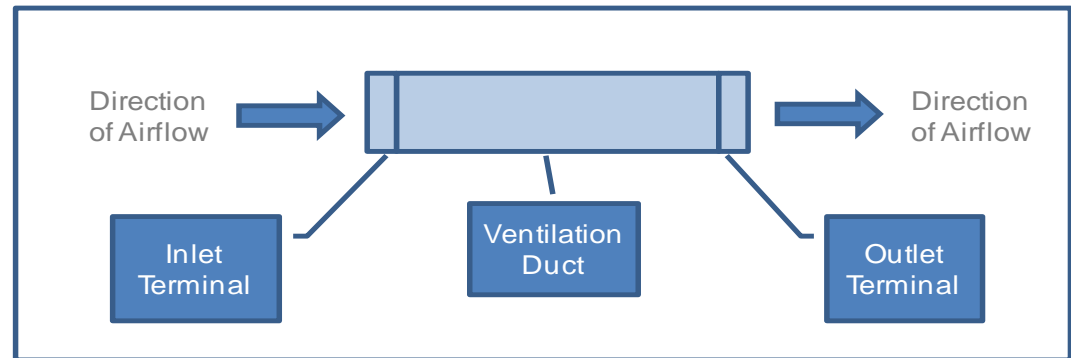 Direction
of Airflow
Direction
of Airflow
Inlet
Terminal
Ventilation
Duct
Outlet
Terminal